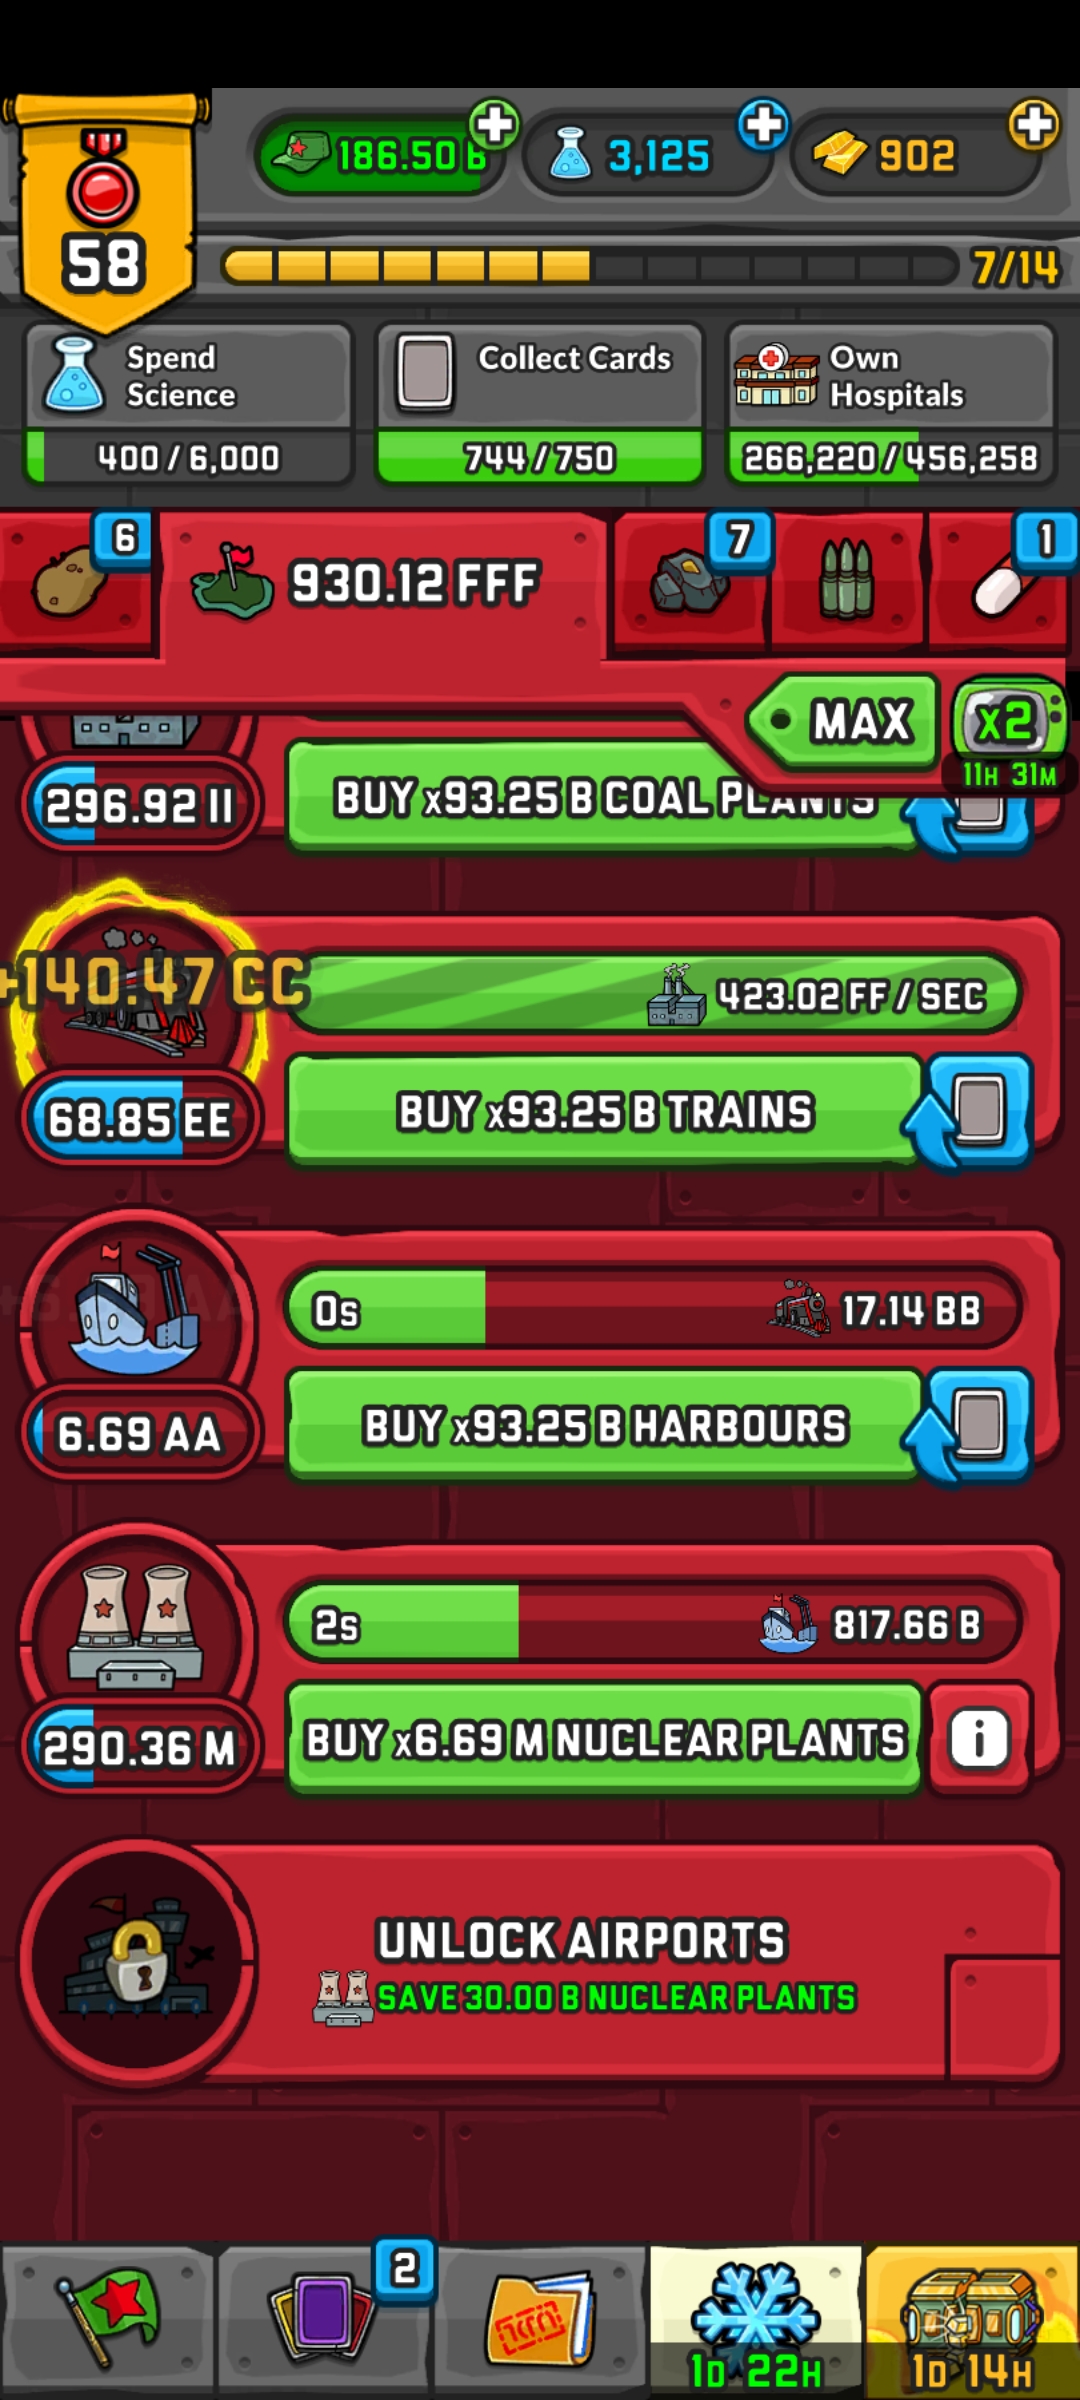 186.50 B
3,125
902
58
7/14
Spend
Science
Collect Cards
Own
Hospitals
400 / 6,000
744 / 750
266,220 / 456,258
6
930.12 FFF
7
1
MAX
x2
11H 31M
296.92 II
BUY x93.25 B COAL PLANTS
+140.47 CC
423.02 FF / SEC
68.85 EE
BUY x93.25 B TRAINS
0s
17.14 BB
6.69 AA
BUY x93.25 B HARBOURS
2s
817.66 B
290.36 M
BUY x6.69 M NUCLEAR PLANTS
i
UNLOCK AIRPORTS
SAVE 30.00 B NUCLEAR PLANTS
2
1D 22H
1D 14H